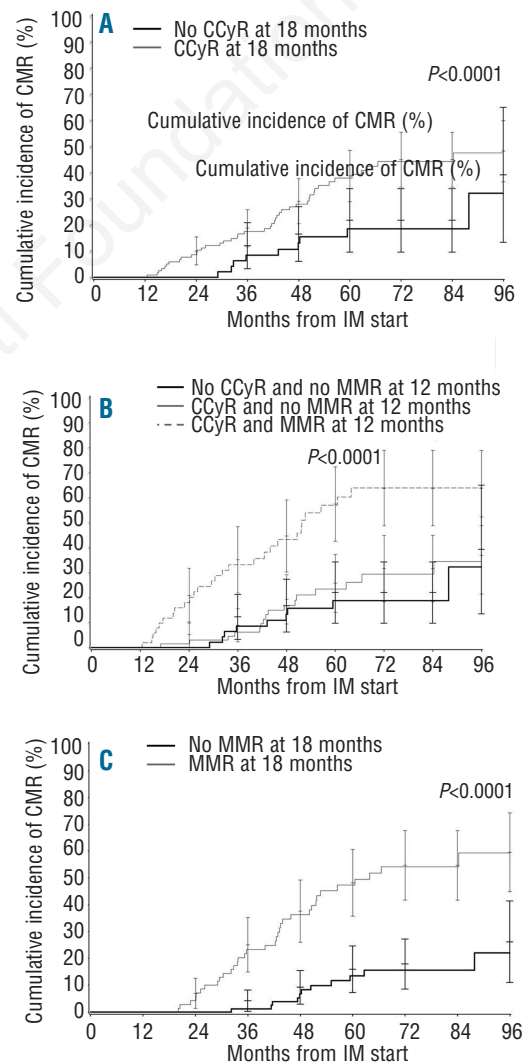 A
No CCyR at 18 months
CCyR at 18 months
P<0.0001
Cumulative incidence of CMR (%)
Cumulative incidence of CMR (%)
Cumulative incidence of CMR (%)
100
90
80
70
60
50
40
30
20
10
0
0 12 24 36 48 60 72 84 96
Months from IM start
B
No CCyR and no MMR at 12 months
CCyR and no MMR at 12 months
CCyR and MMR at 12 months
P<0.0001
Cumulative incidence of CMR (%)
100
90
80
70
60
50
40
30
20
10
0
0 12 24 36 48 60 72 84 96
Months from IM start
C
No MMR at 18 months
MMR at 18 months
P<0.0001
Cumulative incidence of CMR (%)
100
90
80
70
60
50
40
30
20
10
0
0 12 24 36 48 60 72 84 96
Months from IM start
Foundation